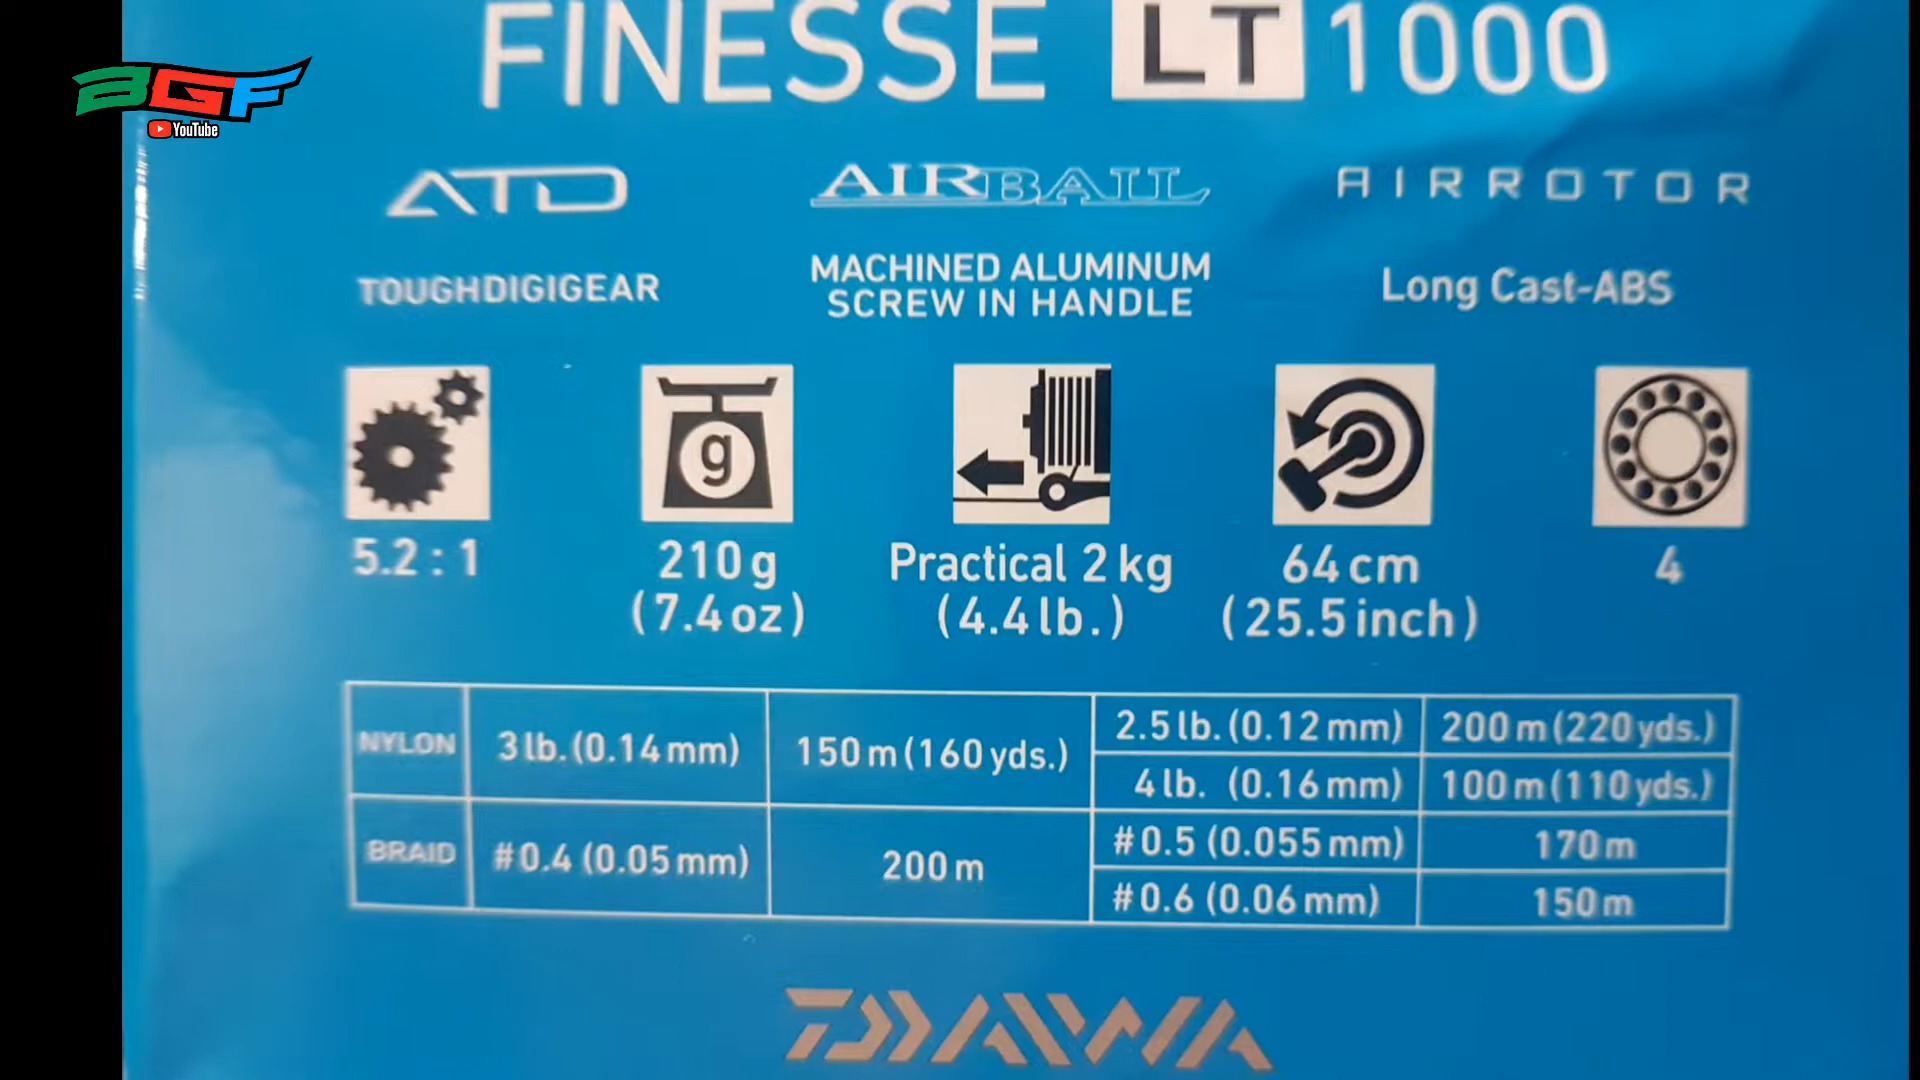 FINESSE LT 1000
BGF
YouTube
ATD
AIRBAIL
AIRROTOR
TOUGHDIGIGEAR
MACHINED ALUMINUM
SCREW IN HANDLE
Long Cast-ABS
g
5.2 : 1
210 g
(7.4 oz)
Practical 2 kg
(4.4 lb.)
64 cm
(25.5 inch)
4
NYLON 3 lb. (0.14 mm) 150 m (160 yds.)
2.5 lb. (0.12 mm) 200 m (220 yds.)
4 lb. (0.16 mm) 100 m (110 yds.)
BRAID #0.4 (0.05 mm) 200 m
#0.5 (0.055 mm) 170 m
#0.6 (0.06 mm) 150 m
DAIWA